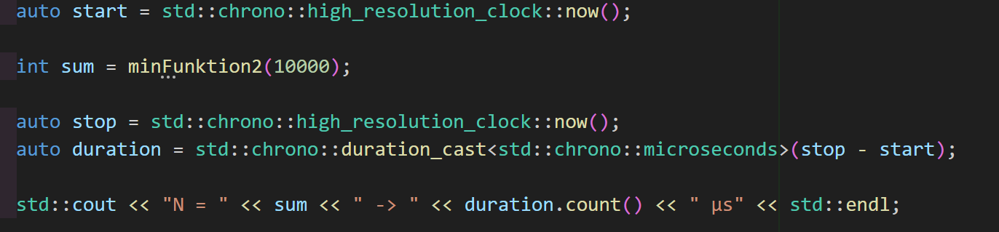 auto start = std::chrono::high_resolution_clock::now();
int sum = minFunktion2(10000);
auto stop = std::chrono::high_resolution_clock::now();
auto duration = std::chrono::duration_cast<std::chrono::microseconds>(stop - start);
std::cout << "N = " << sum << " -> " << duration.count() << " µs" << std::endl;